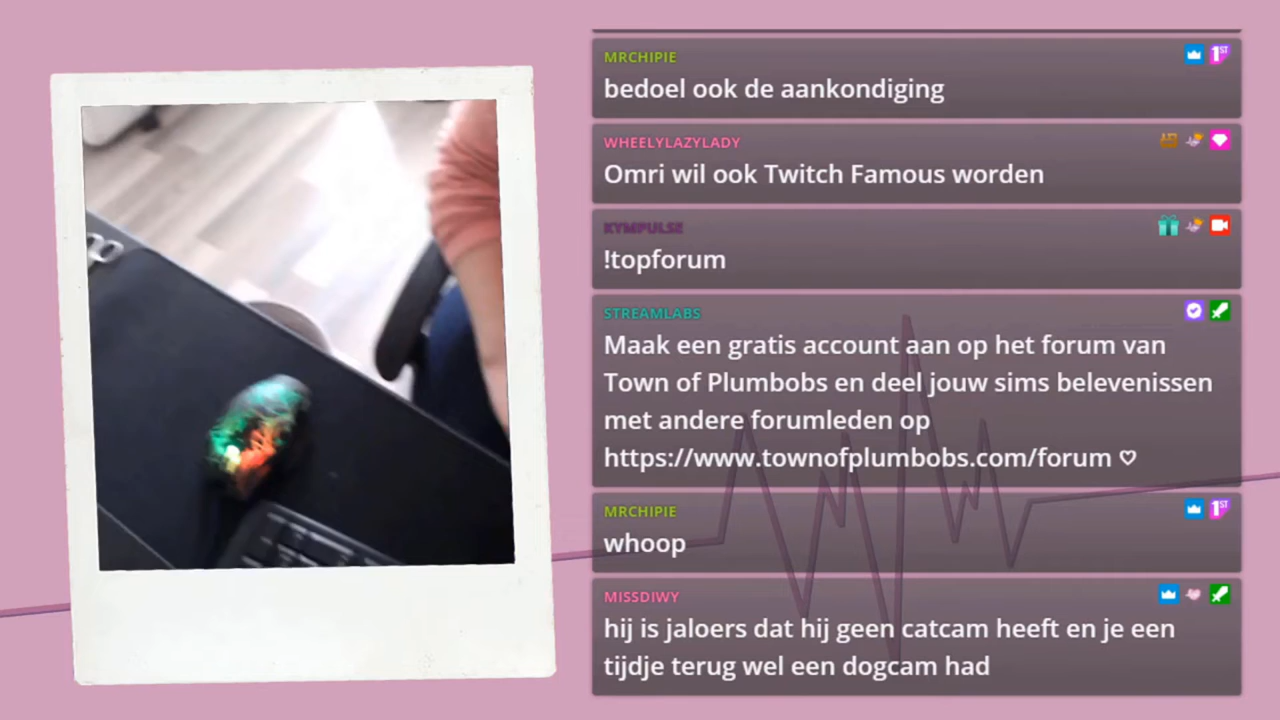 MRCHIPIE
1ST
bedoel ook de aankondiging
WHEELYLAZYLADY
Omri wil ook Twitch Famous worden
KYMPULSE
!topforum
STREAMLABS
Maak een gratis account aan op het forum van
Town of Plumbobs en deel jouw sims belevenissen
met andere forumleden op
https://www.townofplumbobs.com/forum ♡
MRCHIPIE
1ST
whoop
MISSDIWY
hij is jaloers dat hij geen catcam heeft en je een
tijdje terug wel een dogcam had